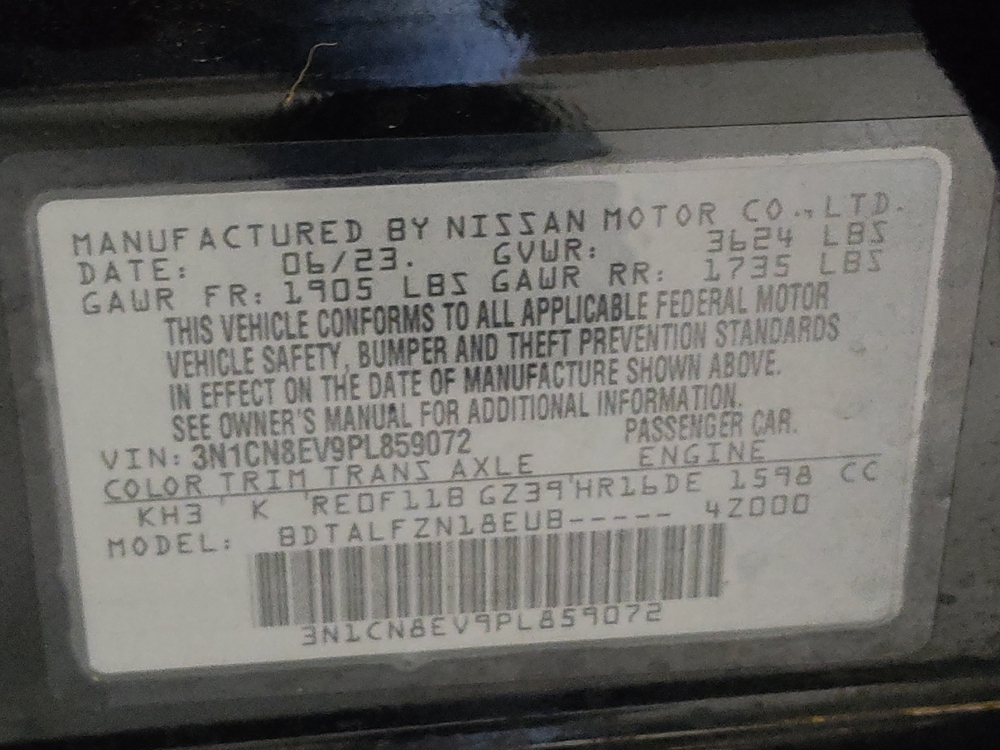 MANUFACTURED BY NISSAN MOTOR CO., LTD.
DATE: 06/23. GVWR: 3624 LBS
GAWR FR: 1905 LBS GAWR RR: 1735 LBS
THIS VEHICLE CONFORMS TO ALL APPLICABLE FEDERAL MOTOR
VEHICLE SAFETY, BUMPER AND THEFT PREVENTION STANDARDS
IN EFFECT ON THE DATE OF MANUFACTURE SHOWN ABOVE.
SEE OWNER'S MANUAL FOR ADDITIONAL INFORMATION.
VIN: 3N1CN8EV9PL859072 PASSENGER CAR.
COLOR TRIM TRANS AXLE ENGINE
KH3 K RE0F11B GZ39 HR16DE 1598 CC
MODEL: BDTALFZN18EUB----- 4Z000
3N1CN8EV9PL859072